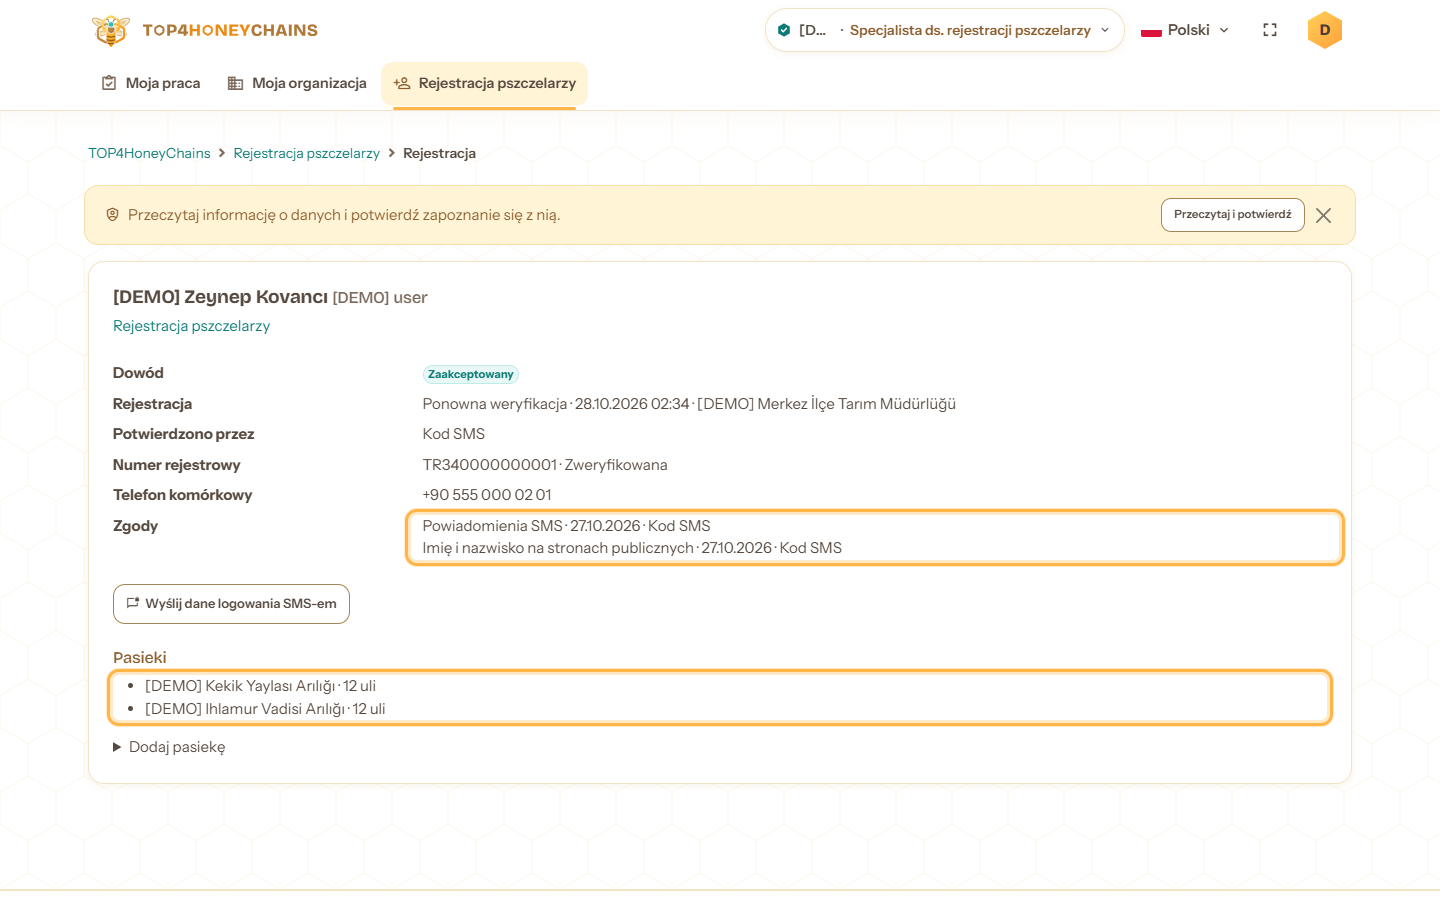 TOP4HONEYCHAINS
[D... · Specjalista ds. rejestracji pszczelarzy
Polski
D
Moja praca
Moja organizacja
Rejestracja pszczelarzy
TOP4HoneyChains > Rejestracja pszczelarzy > Rejestracja
Przeczytaj informację o danych i potwierdź zapoznanie się z nią.
Przeczytaj i potwierdź
[DEMO] Zeynep Kovancı [DEMO] user
Rejestracja pszczelarzy
Dowód Zaakceptowany
Rejestracja Ponowna weryfikacja · 28.10.2026 02:34 · [DEMO] Merkez İlçe Tarım Müdürlüğü
Potwierdzono przez Kod SMS
Numer rejestrowy TR340000000001 · Zweryfikowana
Telefon komórkowy +90 555 000 02 01
Zgody Powiadomienia SMS · 27.10.2026 · Kod SMS
Imię i nazwisko na stronach publicznych · 27.10.2026 · Kod SMS
Wyślij dane logowania SMS-em
Pasieki
• [DEMO] Kekik Yaylası Arılığı · 12 uli
• [DEMO] Ihlamur Vadisi Arılığı · 12 uli
Dodaj pasiekę